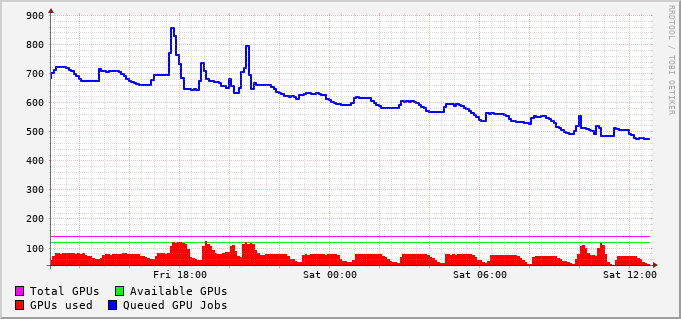 900
800
700
600
500
400
300
200
100
Fri 18:00 Sat 00:00 Sat 06:00 Sat 12:00
Total GPUs Available GPUs
GPUs used Queued GPU Jobs
RRDTOOL / TOBI OETIKER